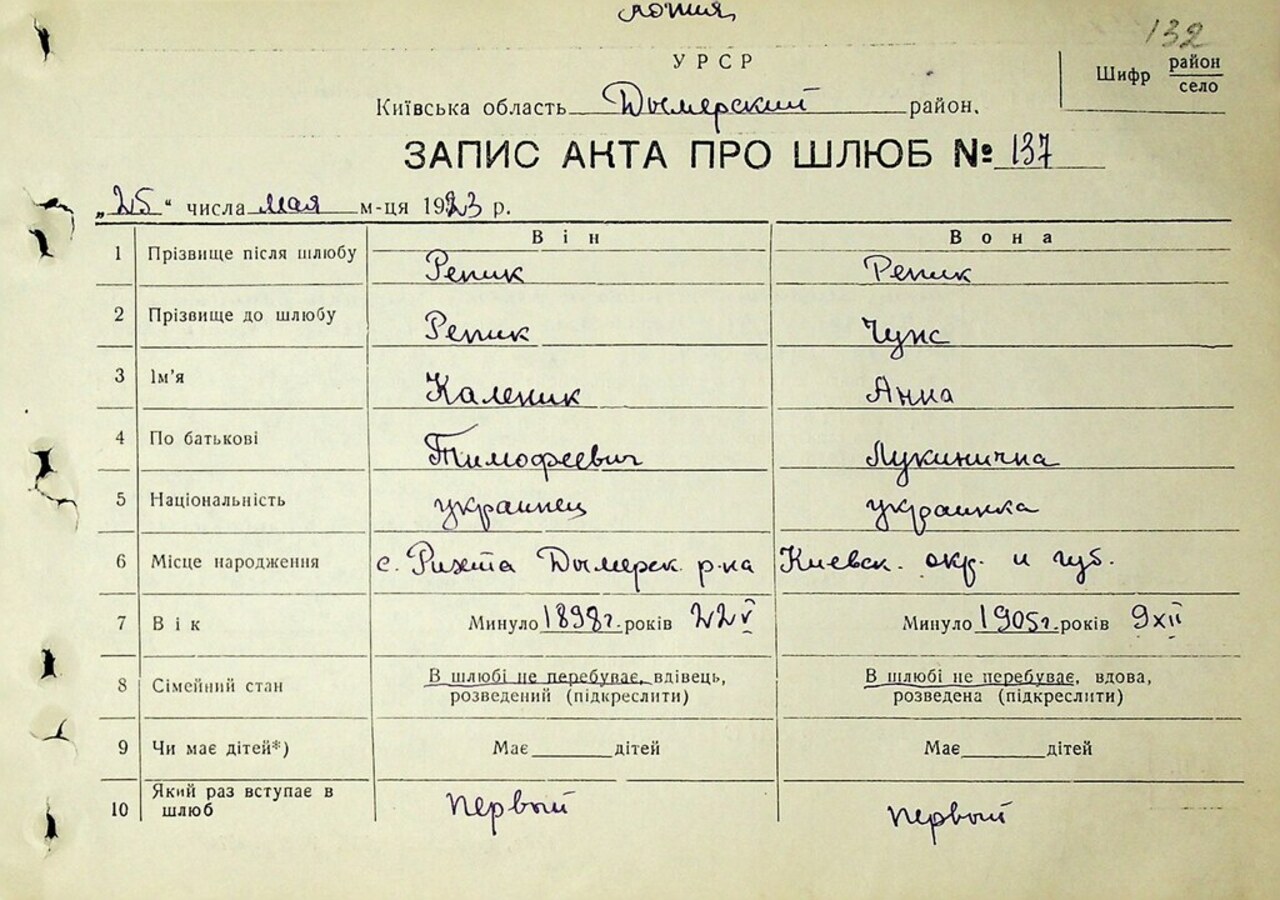 копия
132
УРСР
Шифр район
село
Київська область Дымерский район.
ЗАПИС АКТА ПРО ШЛЮБ № 137
„25“ числа мая м-ця 1923 р.
Він Вона
1 Прізвище після шлюбу Репик Репик
2 Прізвище до шлюбу Репик Чупс
3 Ім'я Каленик Анна
4 По батькові Тимофеевич Лукинична
5 Національність украинец украинка
6 Місце народження с. Рихта Дымерск. р-на Киевск. окр. и губ.
7 Вік Минуло 1898 г. років 22 V Минуло 1905 г. років 9 XII
8 Сімейний стан В шлюбі не перебуває, вдівець, В шлюбі не перебуває, вдова,
розведений (підкреслити) розведена (підкреслити)
9 Чи має дітей*) Має дітей Має дітей
10 Який раз вступає в шлюб первый первый